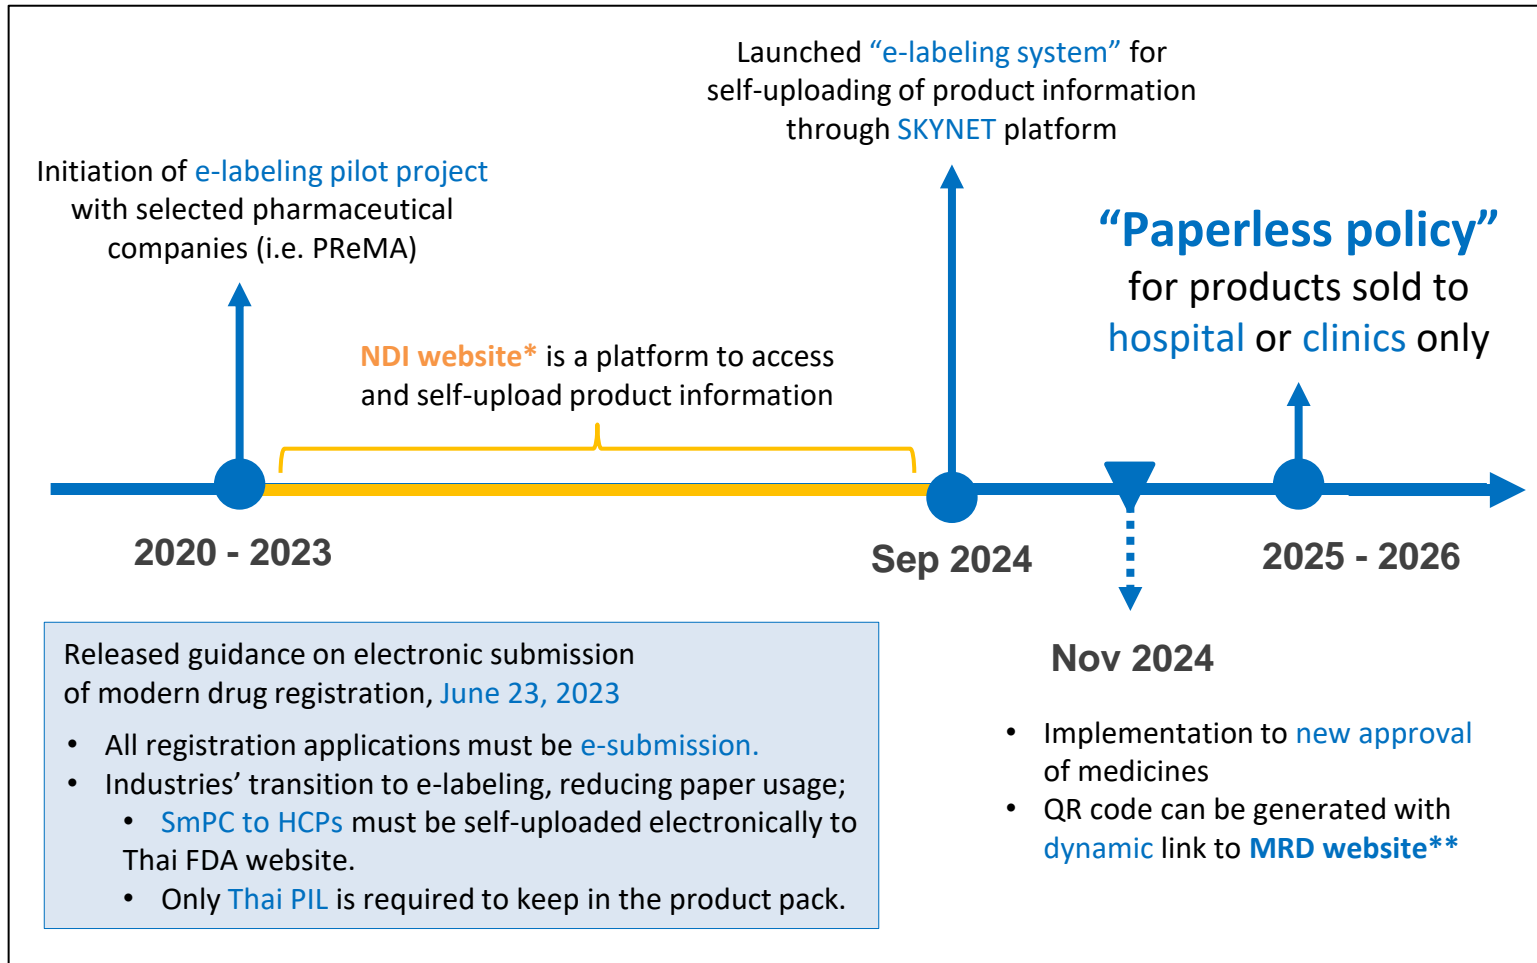 Launched “e-labeling system” for
self-uploading of product information
through SKYNET platform
Initiation of e-labeling pilot project
with selected pharmaceutical
companies (i.e. PReMA)
“Paperless policy”
for products sold to
hospital or clinics only
NDI website* is a platform to access
and self-upload product information
2020 - 2023
Sep 2024
2025 - 2026
Nov 2024
Released guidance on electronic submission
of modern drug registration, June 23, 2023
• All registration applications must be e-submission.
• Industries’ transition to e-labeling, reducing paper usage;
• SmPC to HCPs must be self-uploaded electronically to
Thai FDA website.
• Only Thai PIL is required to keep in the product pack.
• Implementation to new approval
of medicines
• QR code can be generated with
dynamic link to MRD website**